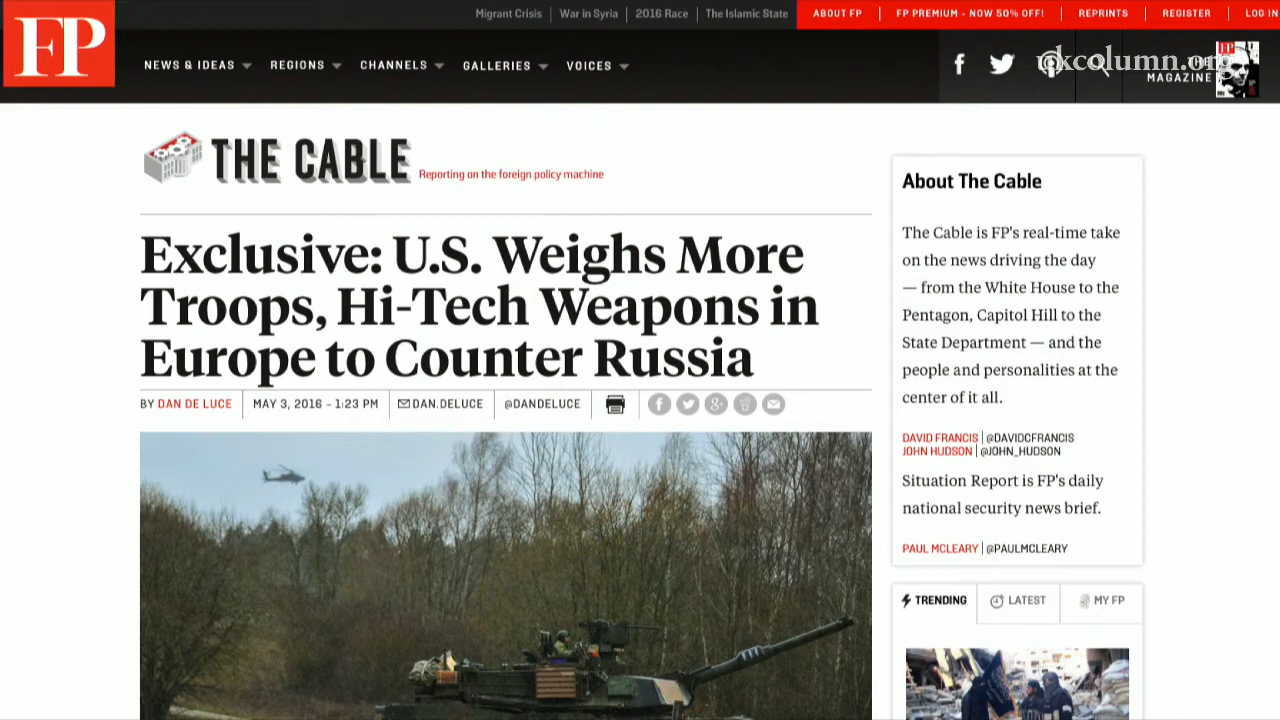 Migrant Crisis War in Syria 2016 Race The Islamic State ABOUT FP FP PREMIUM - NOW 50% OFF! REPRINTS REGISTER LOG IN
FP
NEWS & IDEAS REGIONS CHANNELS GALLERIES VOICES
ukcolumn.org
MAGAZINE
THE CABLE Reporting on the foreign policy machine
Exclusive: U.S. Weighs More
Troops, Hi-Tech Weapons in
Europe to Counter Russia
BY DAN DE LUCE MAY 3, 2016 - 1:23 PM DAN.DELUCE @DANDELUCE
About The Cable
The Cable is FP's real-time take
on the news driving the day
— from the White House to the
Pentagon, Capitol Hill to the
State Department — and the
people and personalities at the
center of it all.
DAVID FRANCIS | @DAVIDCFRANCIS
JOHN HUDSON | @JOHN_HUDSON
Situation Report is FP's daily
national security news brief.
PAUL MCLEARY | @PAULMCLEARY
TRENDING LATEST MY FP